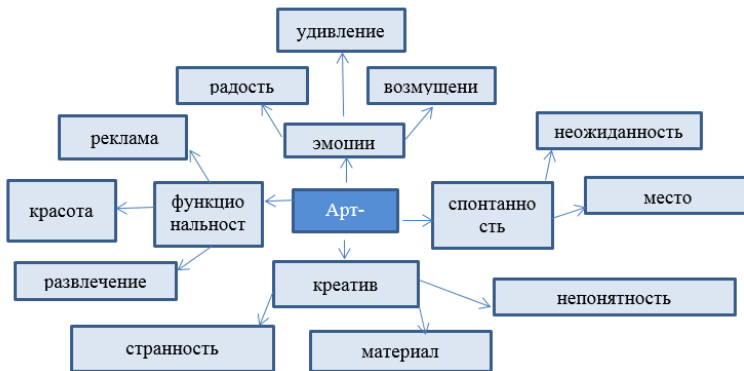 удивление
радость
возмущени
реклама
эмоции
неожиданность
красота
функцио
нальност
Арт-
спонтанно
сть
место
развлечение
креатив
непонятность
странность
материал